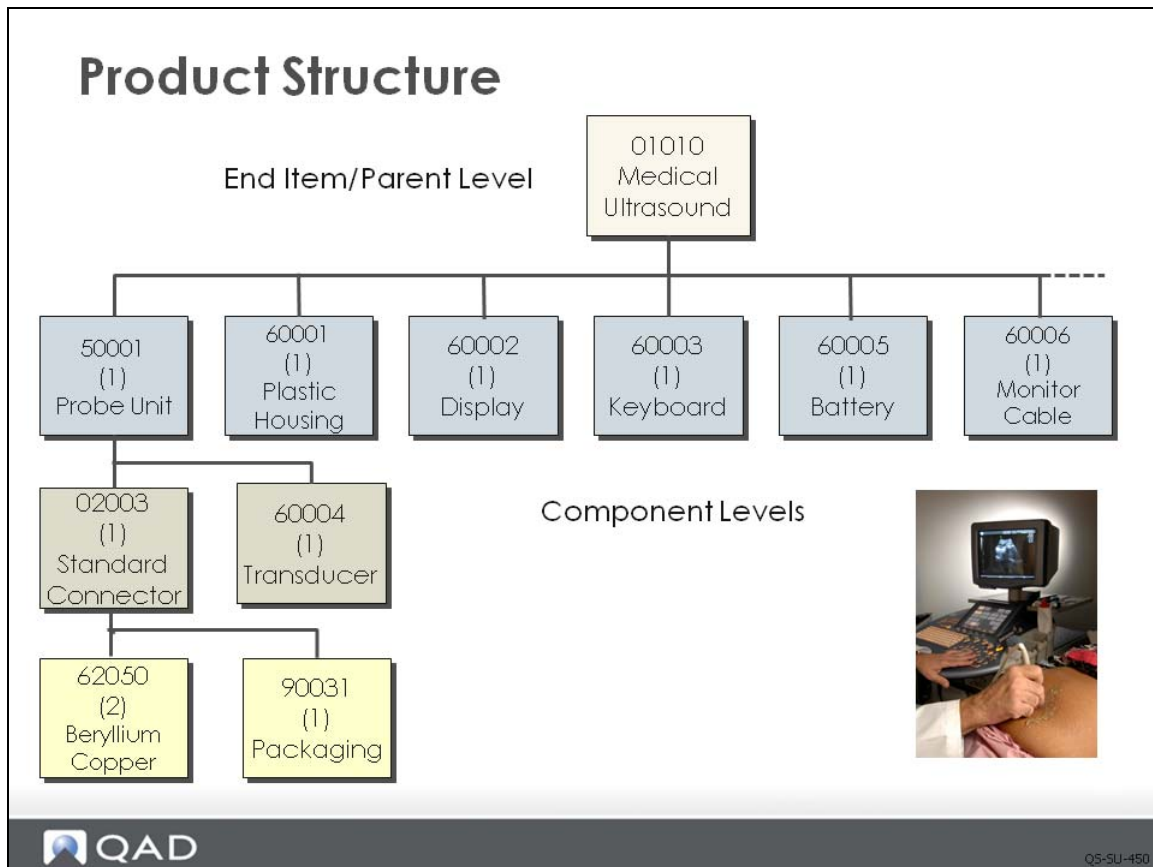 Product Structure
End Item/Parent Level
01010
Medical
Ultrasound
50001
(1)
Probe Unit
60001
(1)
Plastic
Housing
60002
(1)
Display
60003
(1)
Keyboard
60005
(1)
Battery
60006
(1)
Monitor
Cable
02003
(1)
Standard
Connector
60004
(1)
Transducer
Component Levels
62050
(2)
Beryllium
Copper
90031
(1)
Packaging
QAD
QS-SU-450